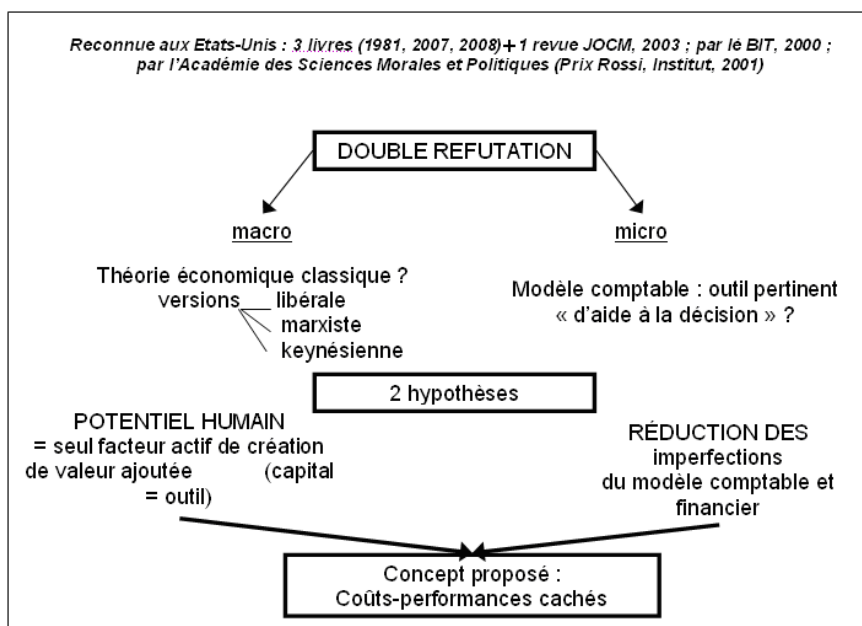 Reconnue aux Etats-Unis : 3 livres (1981, 2007, 2008)+ 1 revue JOCM, 2003 ; par lé BIT, 2000 ;
par l'Académie des Sciences Morales et Politiques (Prix Rossi, Institut, 2001)
DOUBLE REFUTATION
macro
micro
Théorie économique classique ?
versions libérale
marxiste
keynésienne
Modèle comptable : outil pertinent
« d'aide à la décision » ?
2 hypothèses
POTENTIEL HUMAIN
= seul facteur actif de création
de valeur ajoutée (capital
= outil)
RÉDUCTION DES
imperfections
du modèle comptable et
financier
Concept proposé :
Coûts-performances cachés